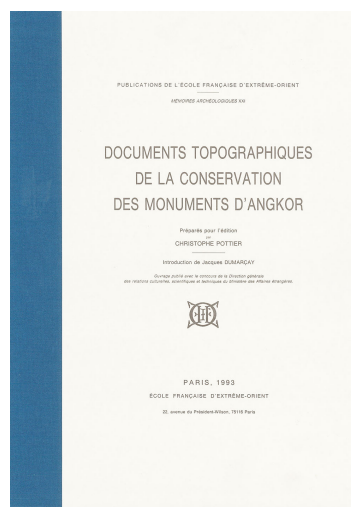 PUBLICATIONS DE L'ÉCOLE FRANÇAISE D'EXTRÊME-ORIENT
MÉMOIRES ARCHÉOLOGIQUES XXI
DOCUMENTS TOPOGRAPHIQUES
DE LA CONSERVATION
DES MONUMENTS D'ANGKOR
Préparés pour l'édition
par
CHRISTOPHE POTTIER
Introduction de Jacques DUMARÇAY
Ouvrage publié avec le concours de la Direction générale
des relations culturelles, scientifiques et techniques du Ministère des Affaires étrangères.
PARIS, 1993
ÉCOLE FRANÇAISE D'EXTRÊME-ORIENT
22, avenue du Président-Wilson, 75116 Paris